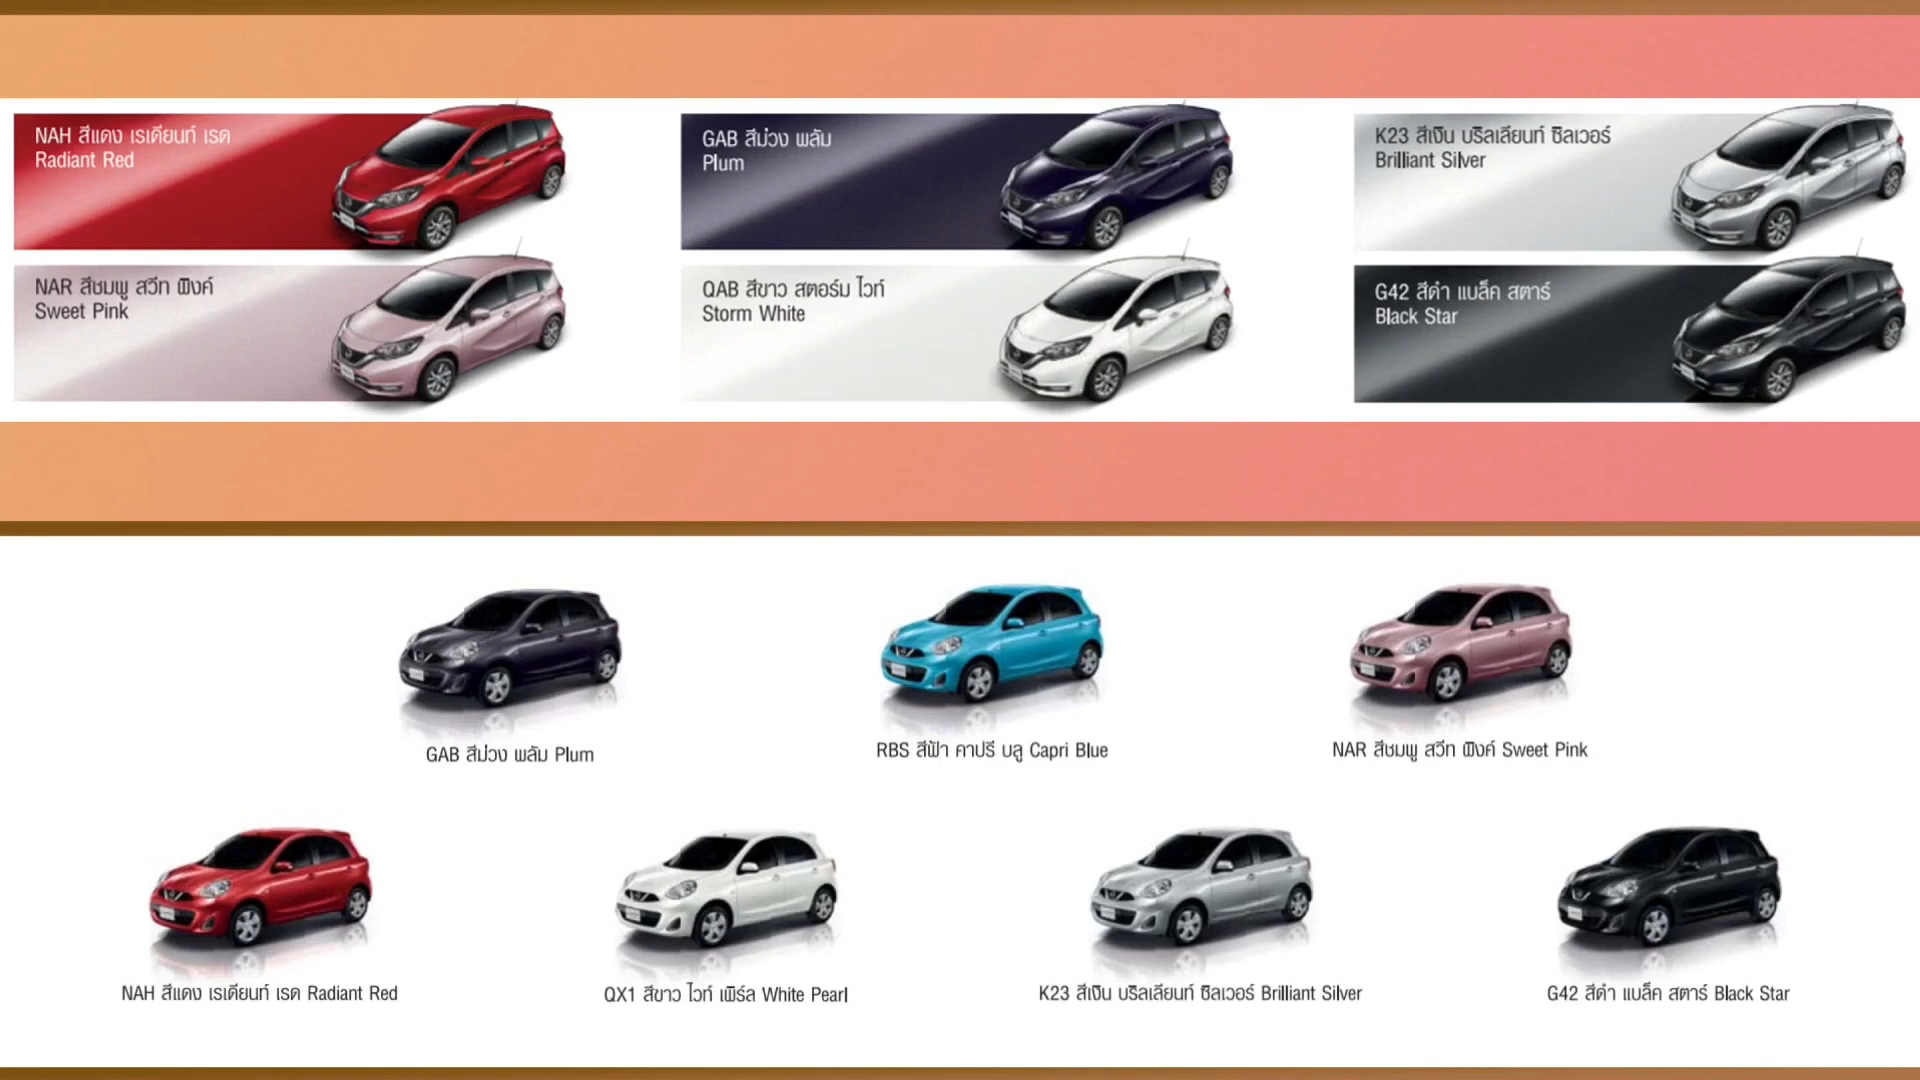 NAH สีแดง เรเดียนท์ เรด
Radiant Red
GAB สีม่วง พลัม
Plum
K23 สีเงิน บริลเลียนท์ ซิลเวอร์
Brilliant Silver
NAR สีชมพู สวีท พิงค์
Sweet Pink
QAB สีขาว สตอร์ม ไวท์
Storm White
G42 สีดำ แบล็ค สตาร์
Black Star
GAB สีม่วง พลัม Plum
RBS สีฟ้า คาปรี บลู Capri Blue
NAR สีชมพู สวีท พิงค์ Sweet Pink
NAH สีแดง เรเดียนท์ เรด Radiant Red
QX1 สีขาว ไวท์ เพิร์ล White Pearl
K23 สีเงิน บริลเลียนท์ ซิลเวอร์ Brilliant Silver
G42 สีดำ แบล็ค สตาร์ Black Star